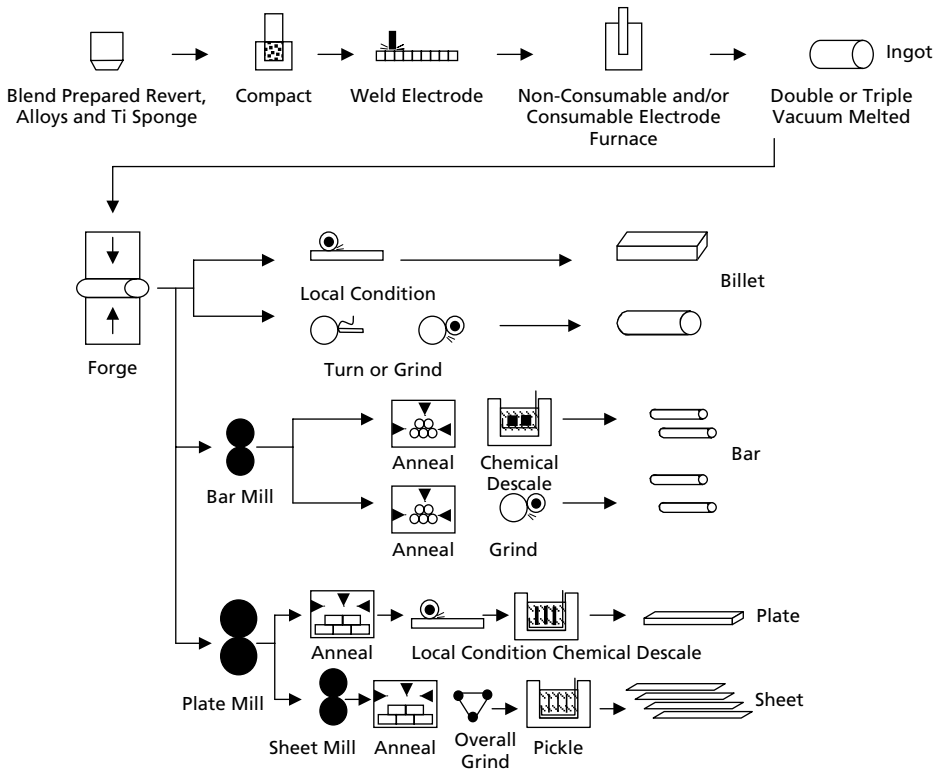 Ingot
Blend Prepared Revert,
Alloys and Ti Sponge
Compact
Weld Electrode
Non-Consumable and/or
Consumable Electrode
Furnace
Double or Triple
Vacuum Melted
Forge
Local Condition
Billet
Turn or Grind
Bar Mill
Anneal
Chemical
Descale
Bar
Anneal
Grind
Plate Mill
Anneal
Local Condition Chemical Descale
Plate
Sheet Mill
Anneal
Overall
Grind
Pickle
Sheet